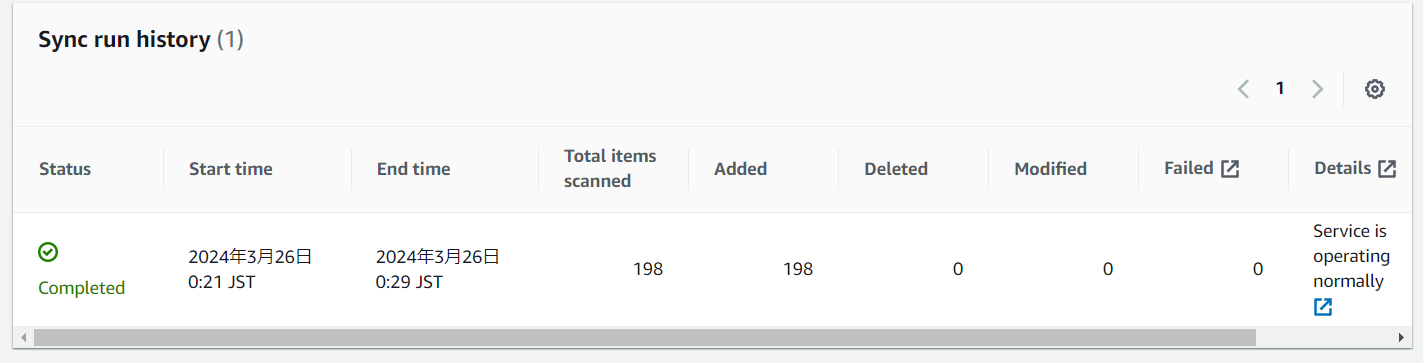 Sync run history (1)
1
Status
Start time
End time
Total items
scanned
Added
Deleted
Modified
Failed
Details
Completed
2024年3月26日
0:21 JST
2024年3月26日
0:29 JST
198
198
0
0
0
Service is
operating
normally